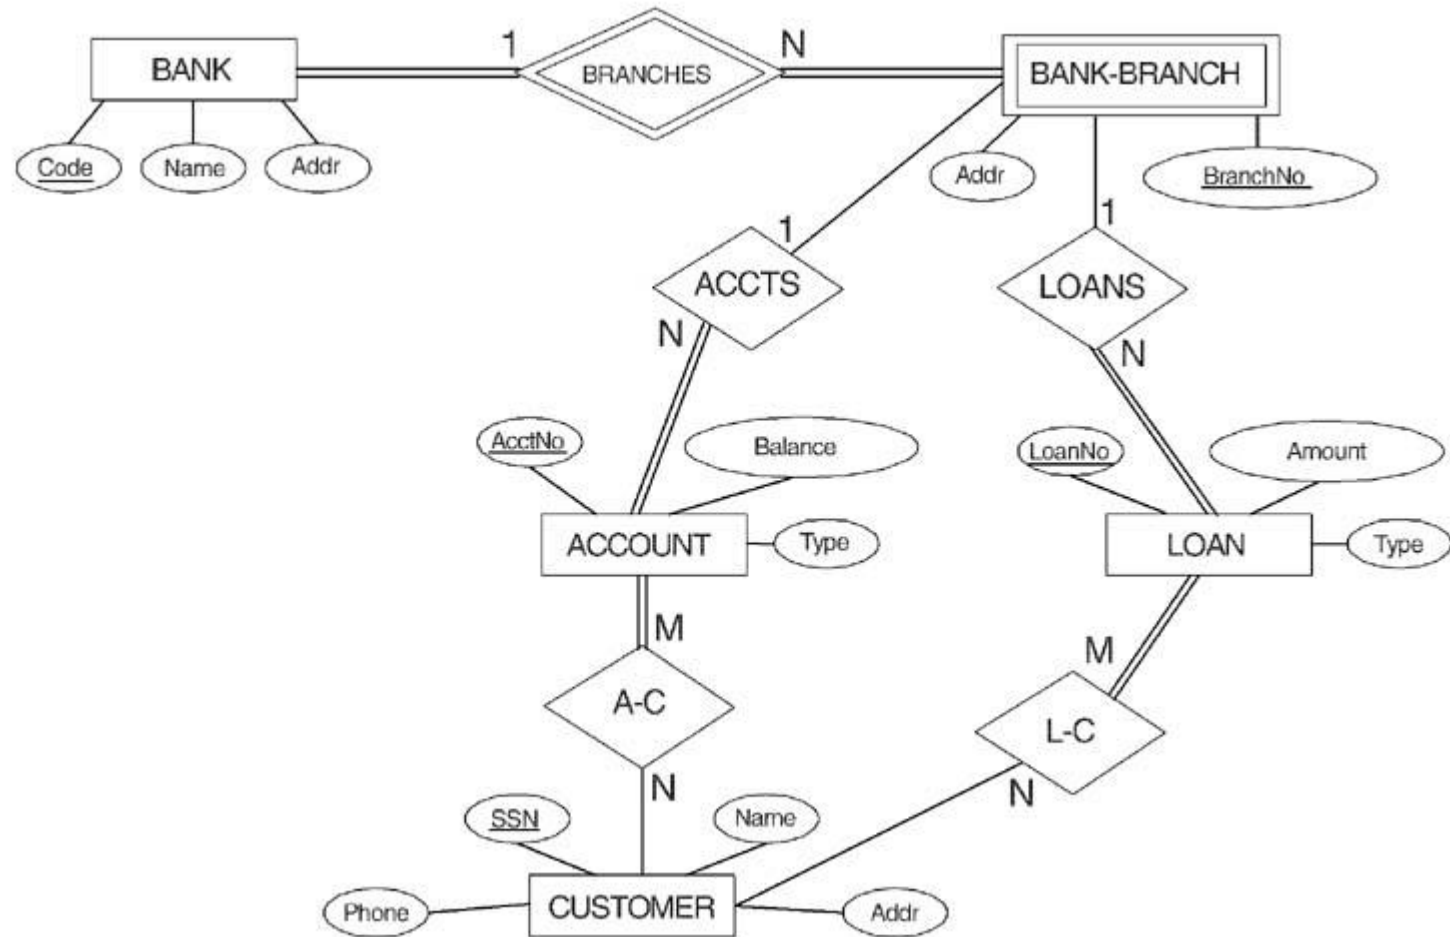 1
N
BANK
BRANCHES
BANK-BRANCH
Code
Name
Addr
Addr
BranchNo
1
1
ACCTS
LOANS
N
N
AcctNo
Balance
LoanNo
Amount
ACCOUNT
Type
LOAN
Type
M
M
A-C
L-C
N
N
SSN
Name
Phone
CUSTOMER
Addr